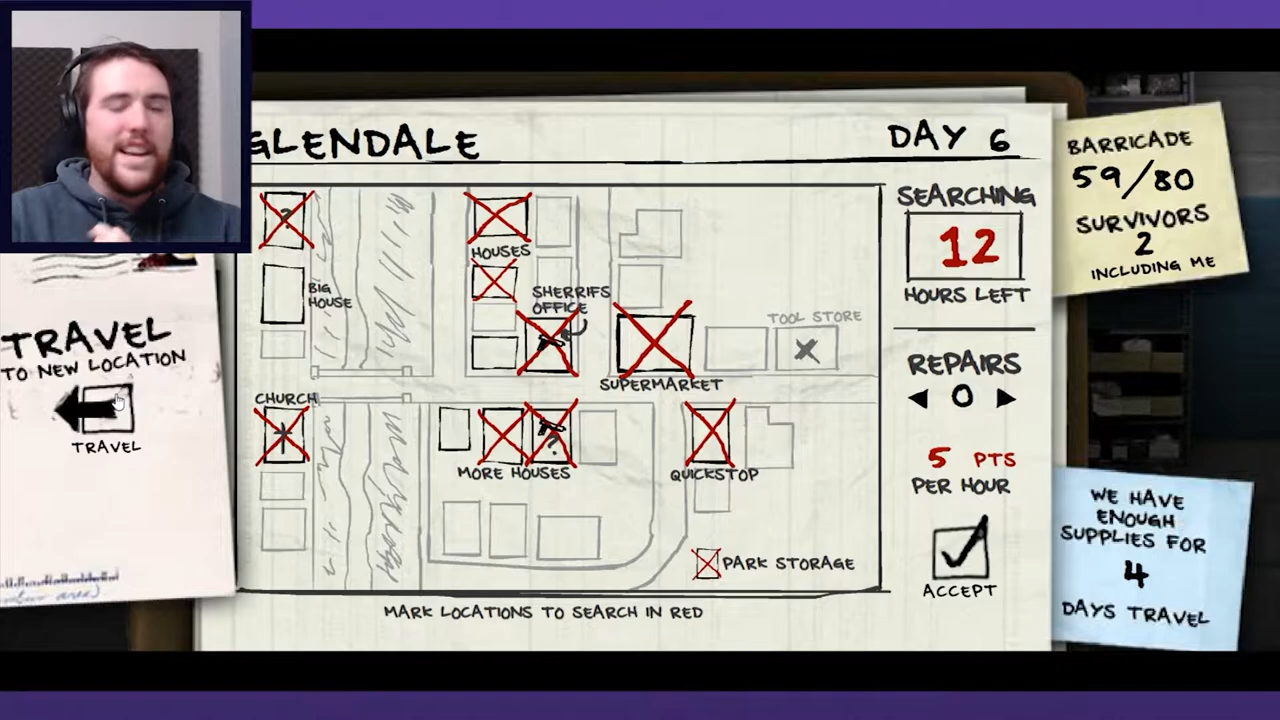 GLENDALE
DAY 6
BARRICADE
59/80
SURVIVORS
2
INCLUDING ME
SEARCHING
12
HOURS LEFT
REPAIRS
0
5 PTS
PER HOUR
ACCEPT
WE HAVE
ENOUGH
SUPPLIES FOR
4
DAYS TRAVEL
TRAVEL
TO NEW LOCATION
TRAVEL
?
HOUSES
BIG
HOUSE
SHERRIFS
OFFICE
TOOL STORE
SUPERMARKET
CHURCH
?
MORE HOUSES
QUICKSTOP
PARK STORAGE
MARK LOCATIONS TO SEARCH IN RED